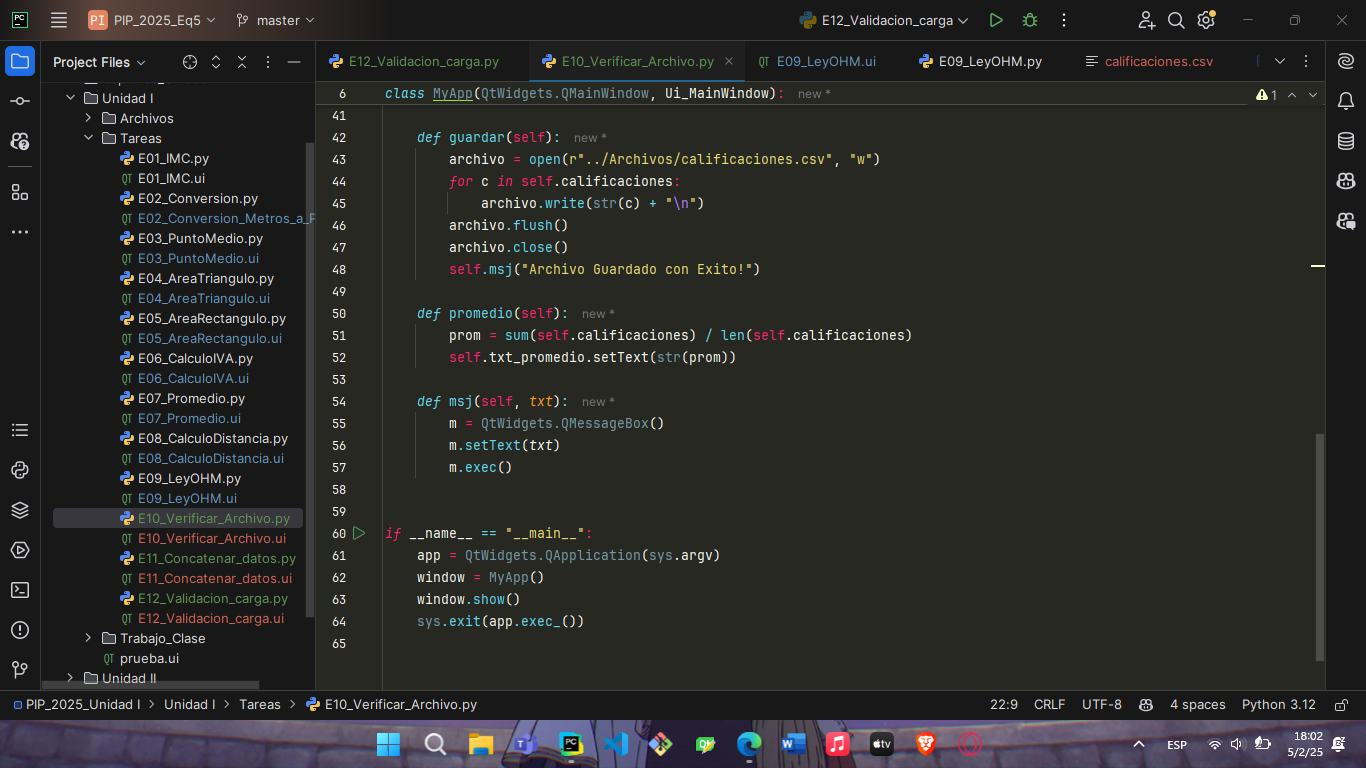 PC
PI PIP_2025_Eq5
master
E12_Validacion_carga
Project Files
Unidad I
Archivos
Tareas
E01_IMC.py
E01_IMC.ui
E02_Conversion.py
E02_Conversion_Metros_a_P
E03_PuntoMedio.py
E03_PuntoMedio.ui
E04_AreaTriangulo.py
E04_AreaTriangulo.ui
E05_AreaRectangulo.py
E05_AreaRectangulo.ui
E06_CalculoIVA.py
E06_CalculoIVA.ui
E07_Promedio.py
E07_Promedio.ui
E08_CalculoDistancia.py
E08_CalculoDistancia.ui
E09_LeyOHM.py
E09_LeyOHM.ui
E10_Verificar_Archivo.py
E10_Verificar_Archivo.ui
E11_Concatenar_datos.py
E11_Concatenar_datos.ui
E12_Validacion_carga.py
E12_Validacion_carga.ui
Trabajo_Clase
prueba.ui
Unidad II
E12_Validacion_carga.py E10_Verificar_Archivo.py E09_LeyOHM.ui E09_LeyOHM.py calificaciones.csv
6 class MyApp(QtWidgets.QMainWindow, Ui_MainWindow): new *
1
41
42 def guardar(self): new *
43 archivo = open(r"../Archivos/calificaciones.csv", "w")
44 for c in self.calificaciones:
45 archivo.write(str(c) + "\n")
46 archivo.flush()
47 archivo.close()
48 self.msj("Archivo Guardado con Exito!")
49
50 def promedio(self): new *
51 prom = sum(self.calificaciones) / len(self.calificaciones)
52 self.txt_promedio.setText(str(prom))
53
54 def msj(self, txt): new *
55 m = QtWidgets.QMessageBox()
56 m.setText(txt)
57 m.exec()
58
59
60 if __name__ == "__main__":
61 app = QtWidgets.QApplication(sys.argv)
62 window = MyApp()
63 window.show()
64 sys.exit(app.exec_())
65
PIP_2025_Unidad I > Unidad I > Tareas > E10_Verificar_Archivo.py
22:9 CRLF UTF-8 4 spaces Python 3.12
ESP
18:02
5/2/25